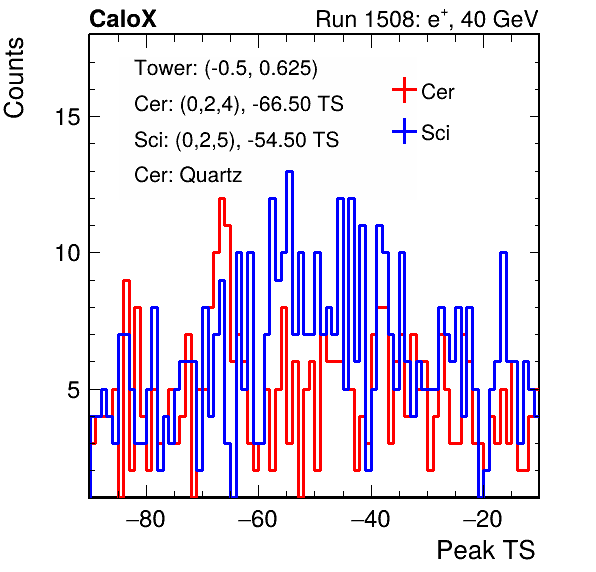 CaloX Run 1508: e⁺, 40 GeV
Counts
Tower: (-0.5, 0.625)
Cer: (0,2,4), -66.50 TS
Sci: (0,2,5), -54.50 TS
Cer: Quartz
Cer
Sci
15
10
5
−80 −60 −40 −20
Peak TS